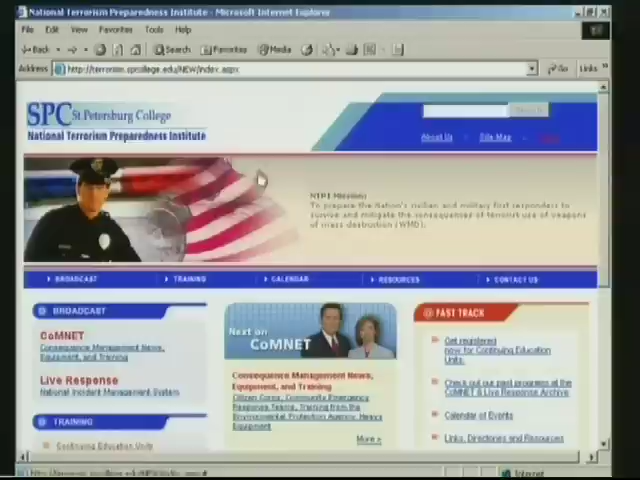 National Terrorism Preparedness Institute - Microsoft Internet Explorer
File Edit View Favorites Tools Help
Back Search Favorites Media
Address http://terrorism.spcollege.edu/NEW/index.aspx Go Links
SPC St Petersburg College
National Terrorism Preparedness Institute
Search
About Us Site Map
NTPI Mission:
To prepare the Nation's civilian and military first responders to
survive and mitigate the consequences of terrorist use of weapons
of mass destruction (WMD).
BROADCAST TRAINING CALENDAR RESOURCES CONTACT US
BROADCAST
CoMNET
Consequence Management News,
Equipment, and Training
Live Response
National Incident Management System
TRAINING
Continuing Education Units
Next on
CoMNET
Consequence Management News,
Equipment, and Training
Citizen Corps, Community Emergency
Response Teams, Training from the
Environmental Protection Agency, Heavy
Equipment
More »
FAST TRACK
Get registered
now for Continuing Education
Units.
Check out our past programs at the
CoMNET & Live Response Archive
Calendar of Events
Links, Directories and Resources
Internet